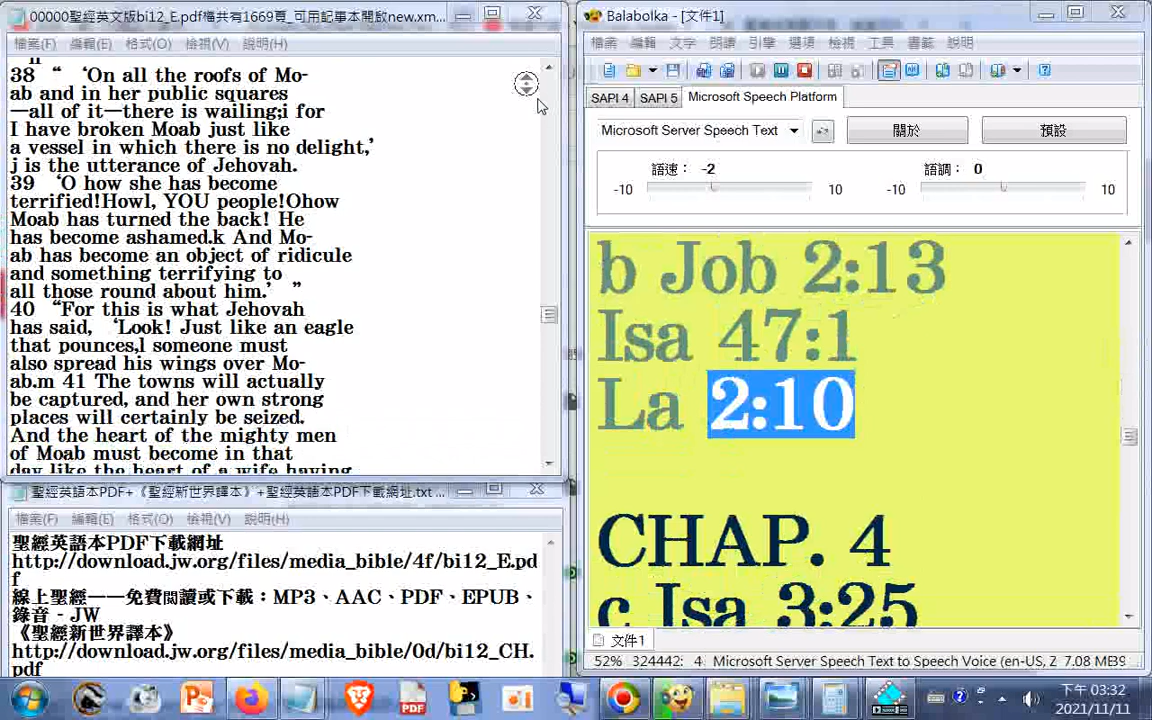 00000聖經英文版bi12_E.pdf檔共有1669頁_可用記事本開啟new.xm...
檔案(F) 編輯(E) 格式(O) 檢視(V) 說明(H)
38 “ ‘On all the roofs of Mo-
ab and in her public squares
—all of it—there is wailing;i for
I have broken Moab just like
a vessel in which there is no delight,’
j is the utterance of Jehovah.
39 ‘O how she has become
terrified!Howl, YOU people!Ohow
Moab has turned the back! He
has become ashamed.k And Mo-
ab has become an object of ridicule
and something terrifying to
all those round about him.’ ”
40 “For this is what Jehovah
has said, ‘Look! Just like an eagle
that pounces,l someone must
also spread his wings over Mo-
ab.m 41 The towns will actually
be captured, and her own strong
places will certainly be seized.
And the heart of the mighty men
of Moab must become in that
day like the heart of a wife having
聖經英語本PDF+《聖經新世界譯本》+聖經英語本PDF下載網址.txt ...
檔案(F) 編輯(E) 格式(O) 檢視(V) 說明(H)
聖經英語本PDF下載網址
http://download.jw.org/files/media_bible/4f/bi12_E.pd
f
線上聖經——免費閱讀或下載：MP3、AAC、PDF、EPUB、
錄音 - JW
《聖經新世界譯本》
http://download.jw.org/files/media_bible/0d/bi12_CH.
pdf
Balabolka - [文件1]
檔案 編輯 文字 朗讀 引擎 選項 檢視 工具 書籤 說明
SAPI 4 SAPI 5 Microsoft Speech Platform
Microsoft Server Speech Text 關於 預設
語速： -2 語調： 0
-10 10 -10 10
b Job 2:13
Isa 47:1
La 2:10
CHAP. 4
c Isa 3:25
文件1
52% 324442: 4 Microsoft Server Speech Text to Speech Voice (en-US, Z 7.08 MB
下午 03:32
2021/11/11